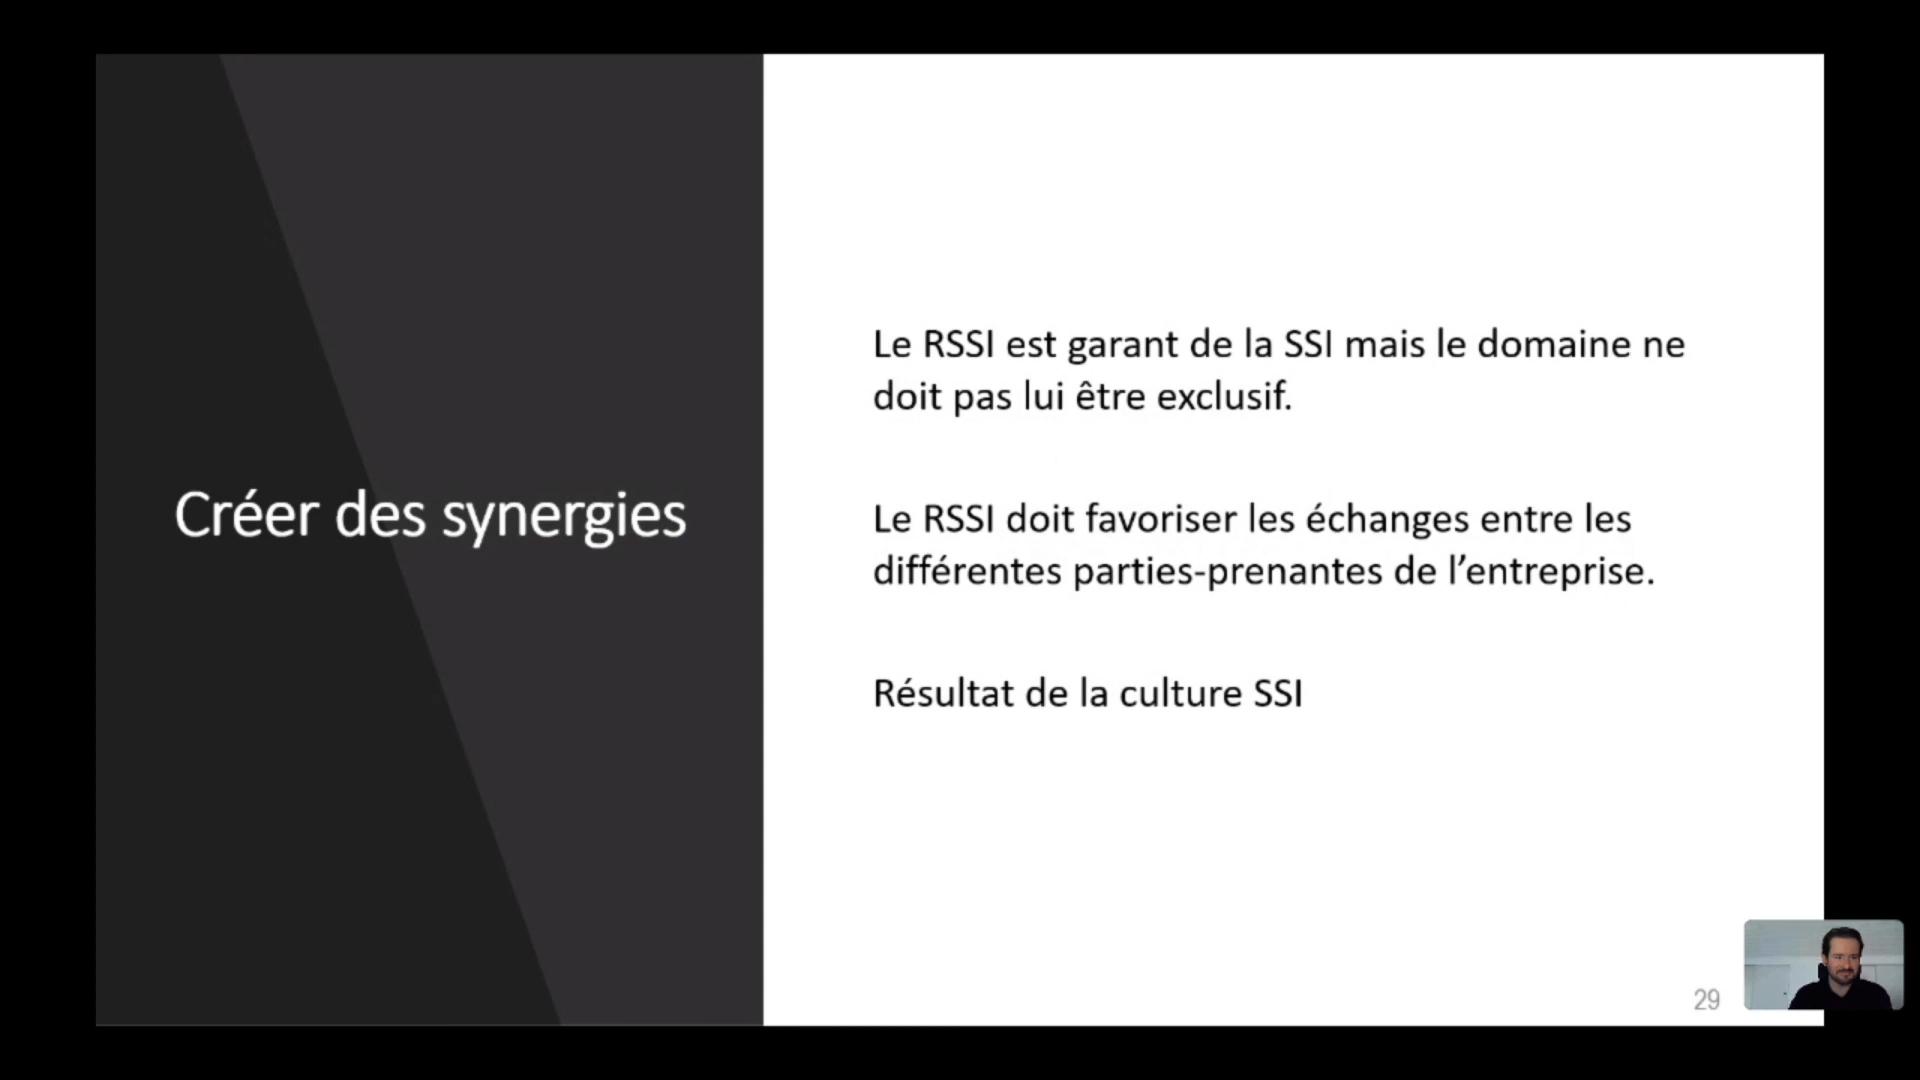 Créer des synergies
Le RSSI est garant de la SSI mais le domaine ne
doit pas lui être exclusif.
Le RSSI doit favoriser les échanges entre les
différentes parties-prenantes de l’entreprise.
Résultat de la culture SSI
29